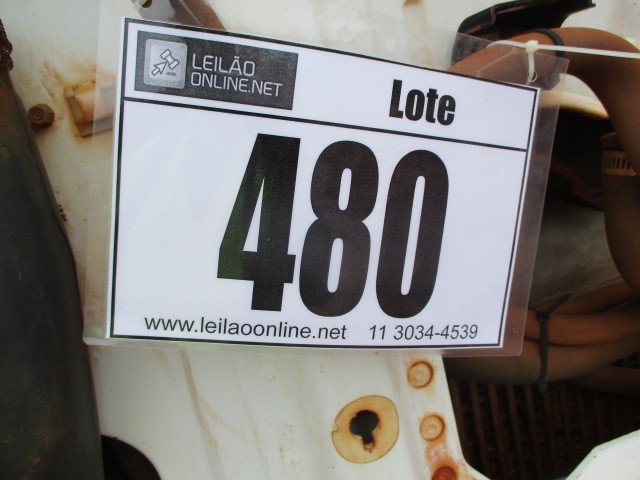 LEILÃO
ONLINE.NET
Lote
480
www.leilaoonline.net 11 3034-4539